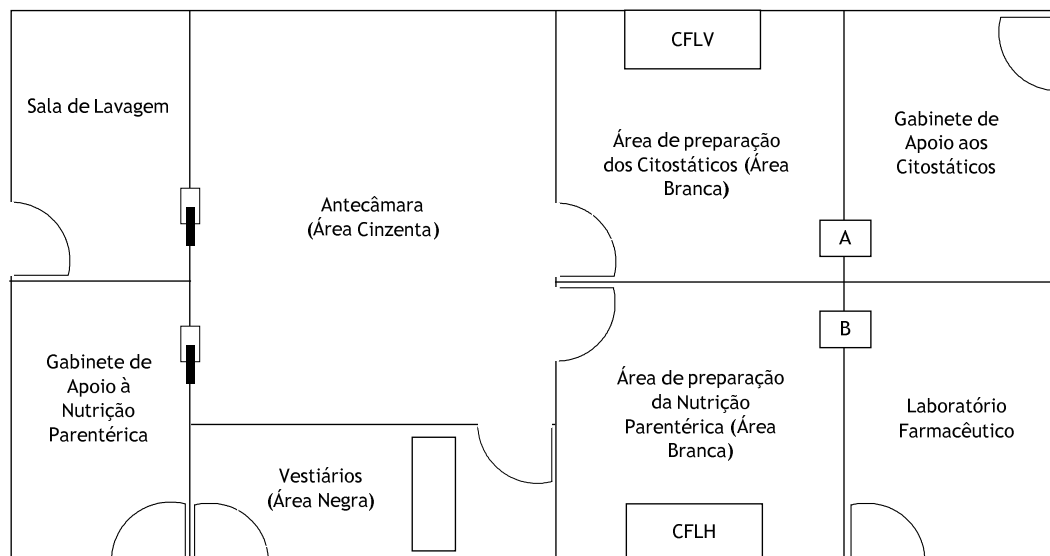 CFLV
Sala de Lavagem
Antecâmara
(Área Cinzenta)
Área de preparação
dos Citostáticos (Área
Branca)
Gabinete de
Apoio aos
Citostáticos
A
B
Gabinete de
Apoio à
Nutrição
Parentérica
Área de preparação
da Nutrição
Parentérica (Área
Branca)
Laboratório
Farmacêutico
Vestiários
(Área Negra)
CFLH